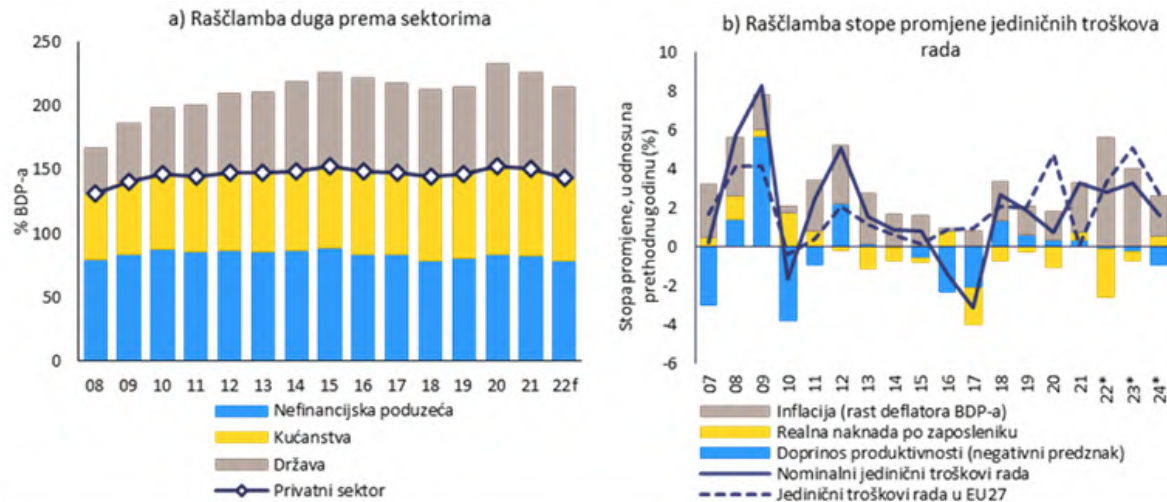 a) Raščlamba duga prema sektorima
% BDP-a
250
200
150
100
50
0
08 09 10 11 12 13 14 15 16 17 18 19 20 21 22f
Nefinancijska poduzeća
Kućanstva
Država
Privatni sektor
b) Raščlamba stope promjene jediničnih troškova
rada
Stopa promjene, u odnosu na
prethodnu godinu (%)
10
8
6
4
2
0
-2
-4
-6
07 08 09 10 11 12 13 14 15 16 17 18 19 20 21 22* 23* 24*
Inflacija (rast deflatora BDP-a)
Realna naknada po zaposleniku
Doprinos produktivnosti (negativni predznak)
Nominalni jedinični troškovi rada
Jedinični troškovi rada u EU27